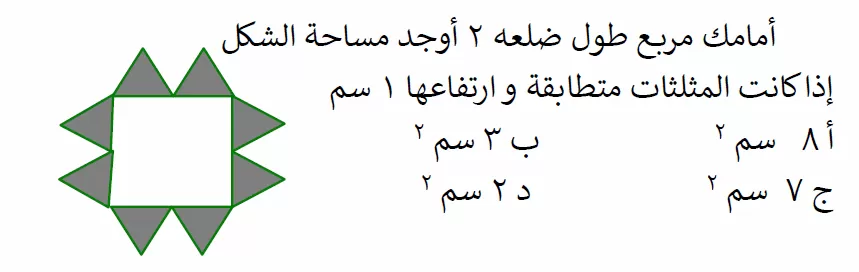 أمامك مربع طول ضلعه ٢ أوجد مساحة الشكل
إذا كانت المثلثات متطابقة و ارتفاعها ١ سم
أ ٨ سم ٢ ب ٣ سم ٢
ج ٧ سم ٢ د ٢ سم ٢